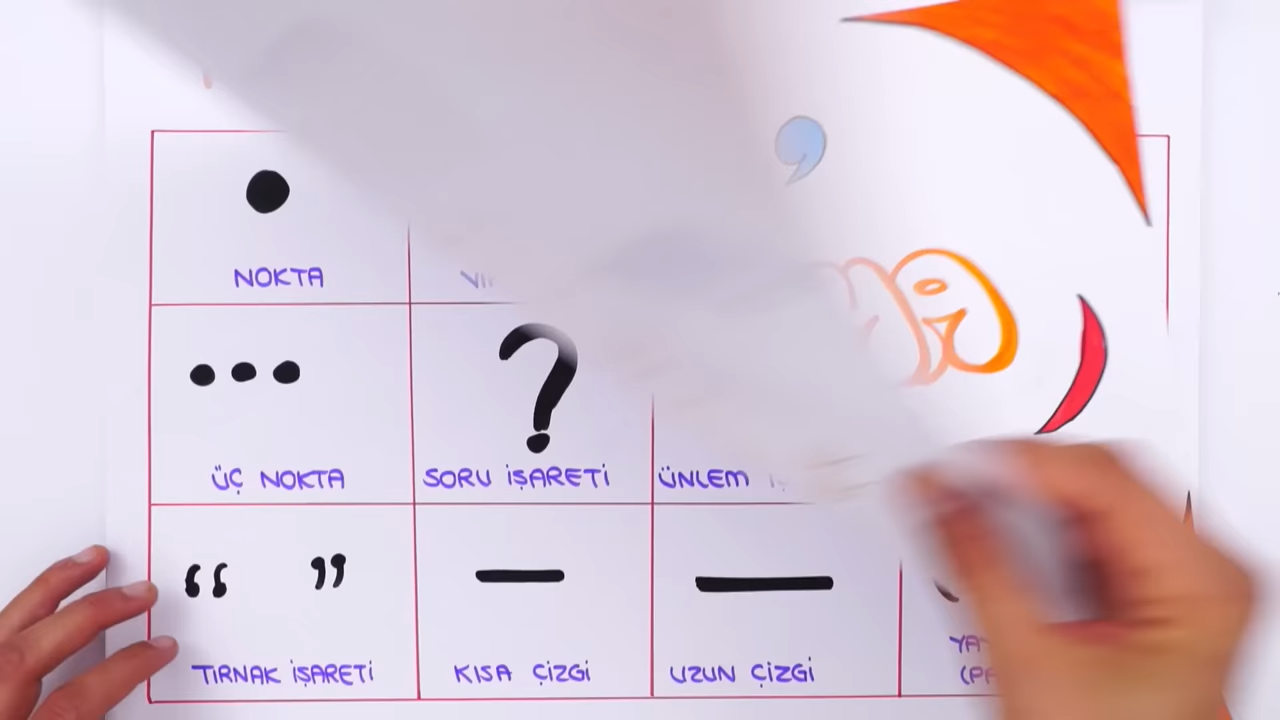 NOKTA
ÜÇ NOKTA
SORU İŞARETİ
ÜNLEM
TIRNAK İŞARETİ
KISA ÇİZGİ
UZUN ÇİZGİ